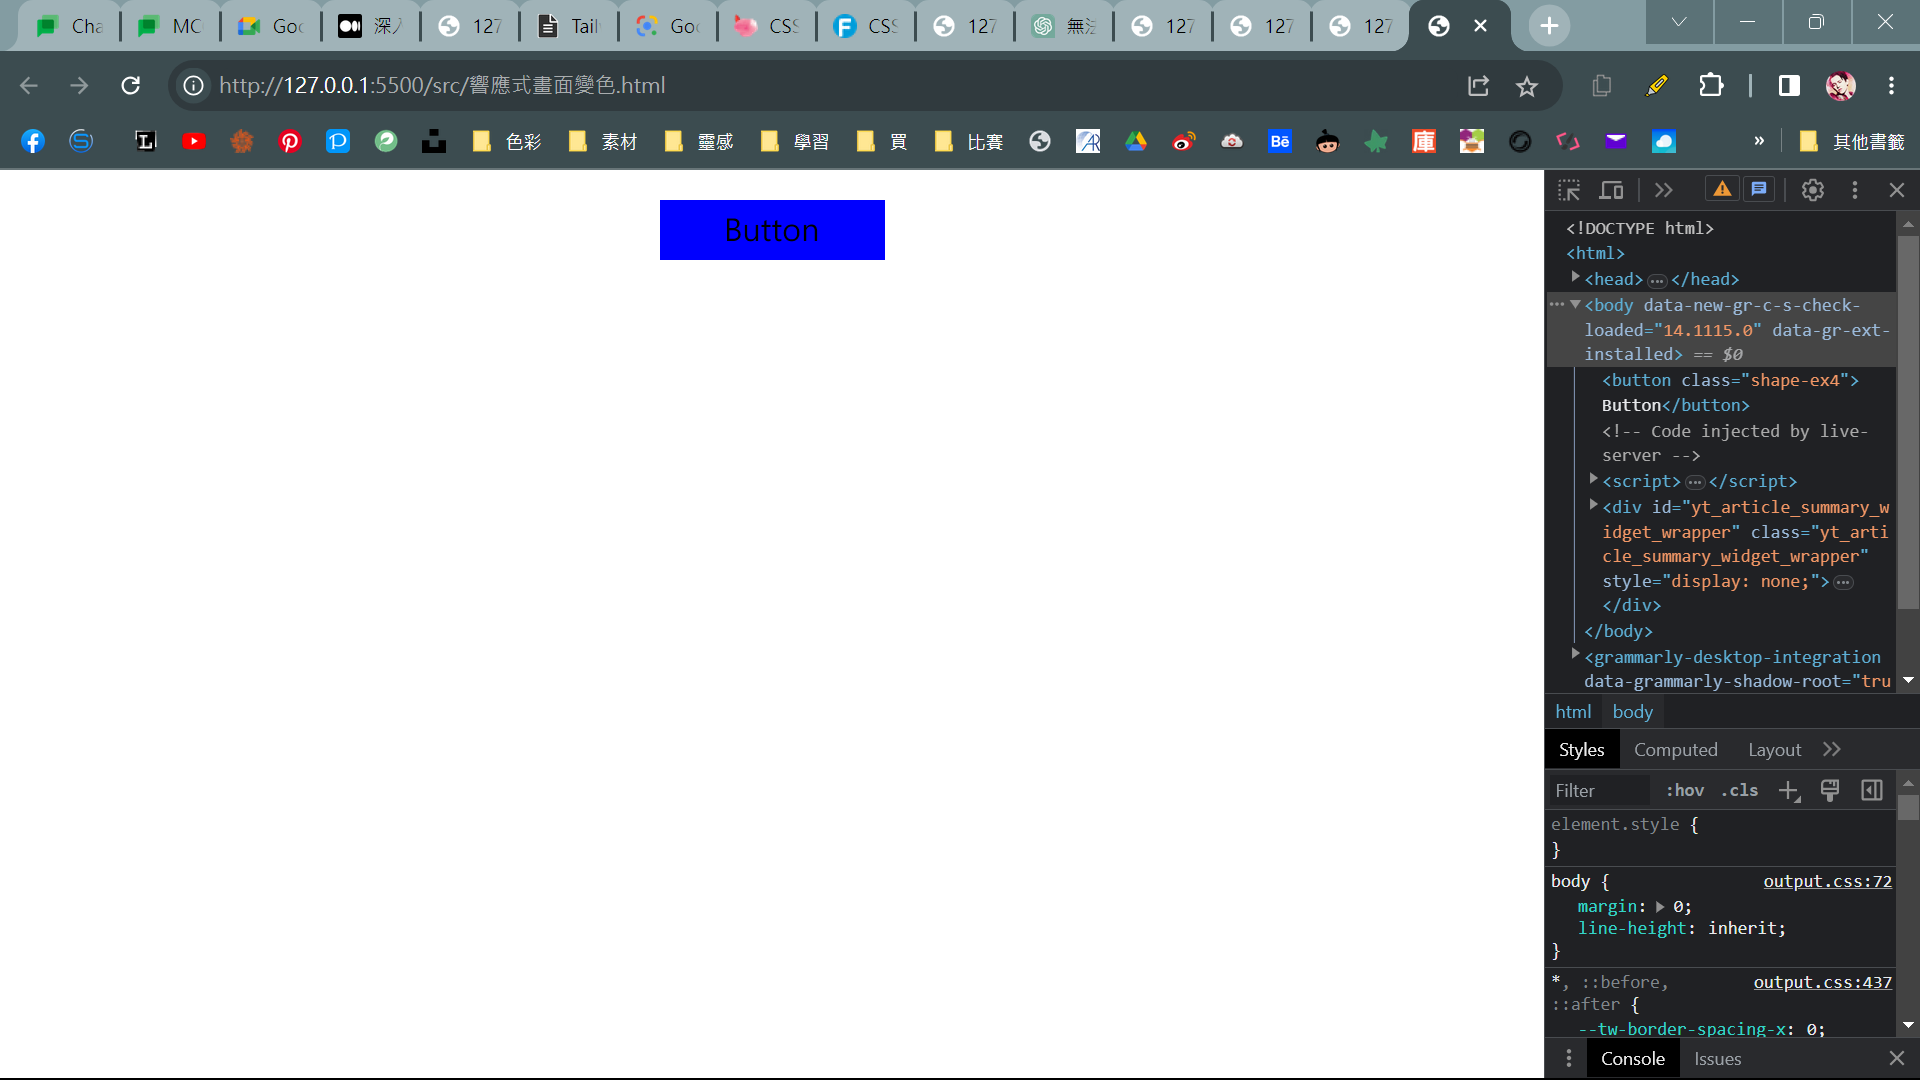 Cha
MC
Goo
深入
127
Tail
Goo
CSS
CSS
127
無法
127
127
127
http://127.0.0.1:5500/src/響應式畫面變色.html
色彩
素材
靈感
學習
買
比賽
Bē
庫
»
其他書籤
Button
<!DOCTYPE html>
<html>
<head> ••• </head>
••• <body data-new-gr-c-s-check-
loaded="14.1115.0" data-gr-ext-
installed> == $0
<button class="shape-ex4">
Button</button>
<!-- Code injected by live-
server -->
<script> ••• </script>
<div id="yt_article_summary_w
idget_wrapper" class="yt_arti
cle_summary_widget_wrapper"
style="display: none;"> •••
</div>
</body>
<grammarly-desktop-integration
data-grammarly-shadow-root="tru
html body
Styles Computed Layout
Filter :hov .cls
element.style {
}
body { output.css:72
margin: 0;
line-height: inherit;
}
*, ::before, output.css:437
::after {
--tw-border-spacing-x: 0;
Console Issues